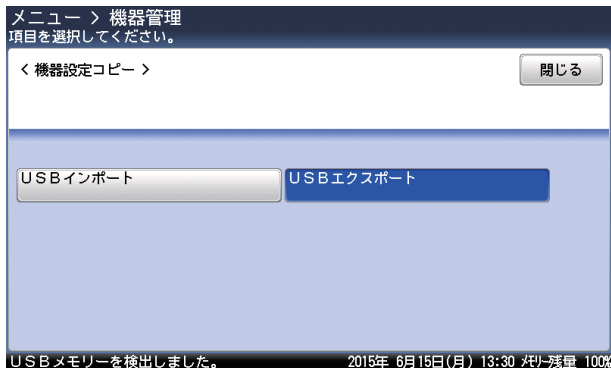 メニュー > 機器管理
項目を選択してください。
< 機器設定コピー >
閉じる
USBインポート
USBエクスポート
USBメモリーを検出しました。
2015年 6月15日(月) 13:30 メモリー残量 100%